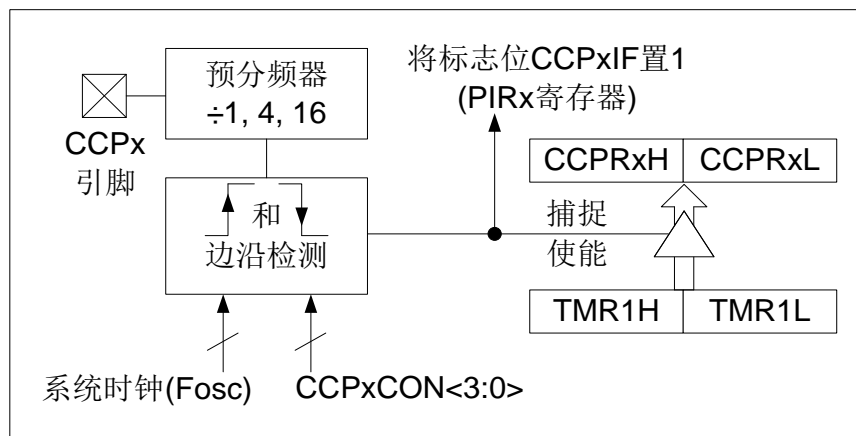 预分频器
÷1, 4, 16
CCPx
引脚
和
边沿检测
系统时钟(Fosc)
CCPxCON<3:0>
将标志位CCPxIF置1
(PIRx寄存器)
CCPRxH
CCPRxL
捕捉
使能
TMR1H
TMR1L